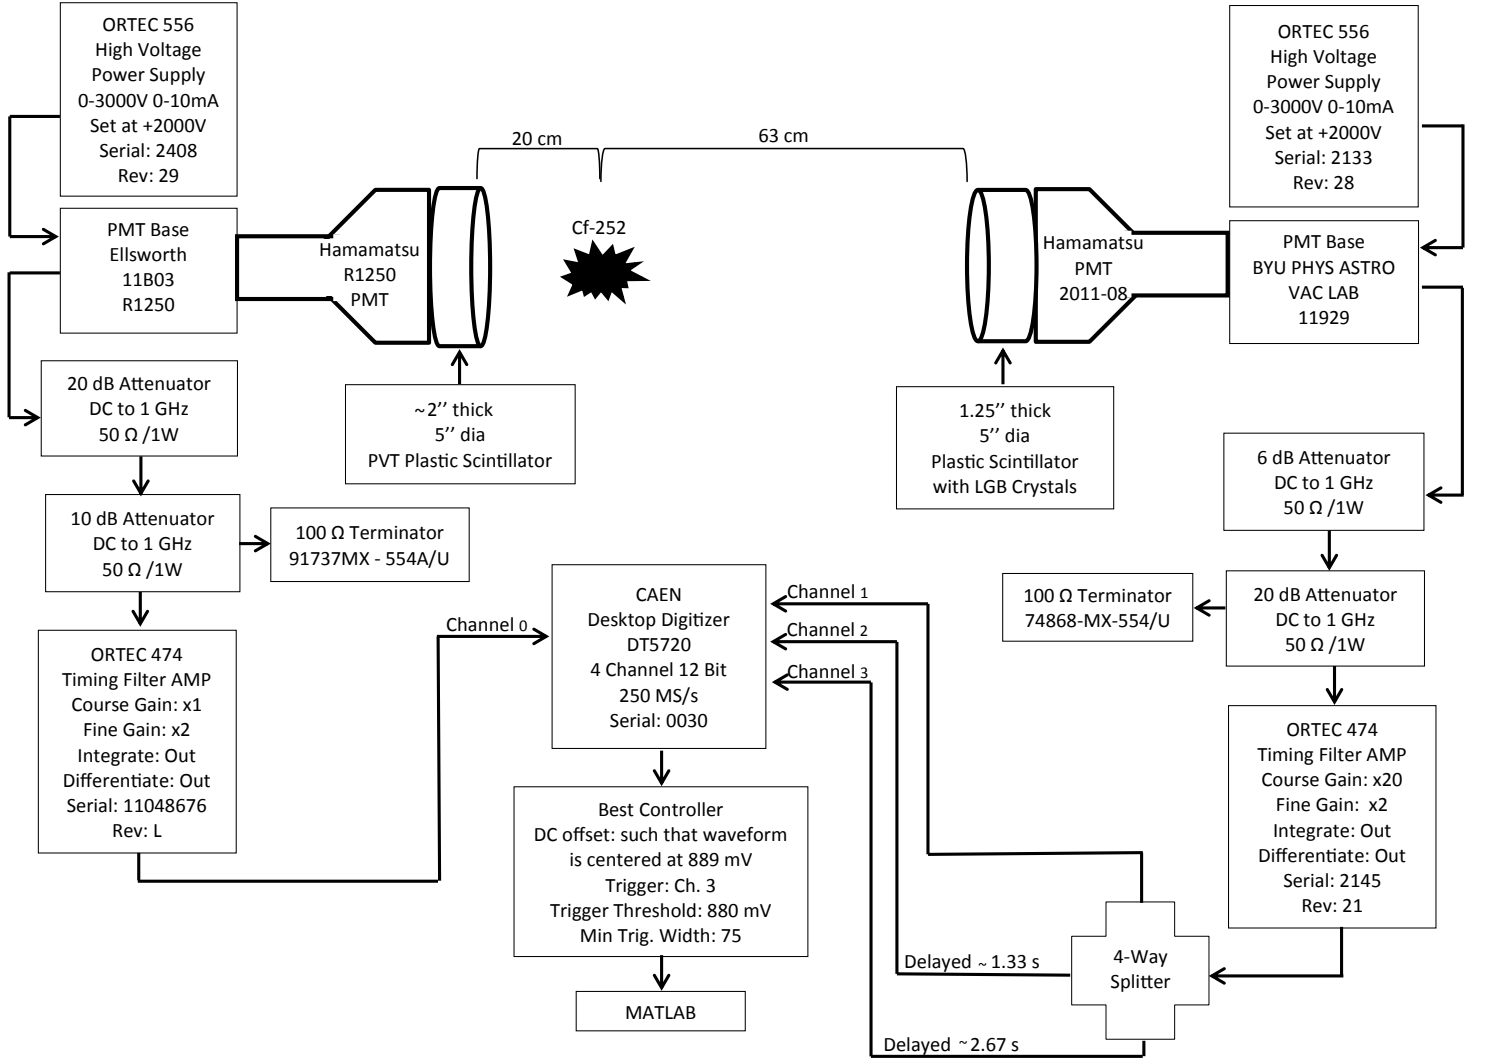 ORTEC 556
High Voltage
Power Supply
0-3000V 0-10mA
Set at +2000V
Serial: 2408
Rev: 29
PMT Base
Ellsworth
11B03
R1250
20 dB Attenuator
DC to 1 GHz
50 Ω /1W
10 dB Attenuator
DC to 1 GHz
50 Ω /1W
100 Ω Terminator
91737MX - 554A/U
ORTEC 474
Timing Filter AMP
Course Gain: x1
Fine Gain: x2
Integrate: Out
Differentiate: Out
Serial: 11048676
Rev: L
Hamamatsu
R1250
PMT
~2’’ thick
5’’ dia
PVT Plastic Scintillator
20 cm
63 cm
Cf-252
Hamamatsu
PMT
2011-08
1.25’’ thick
5’’ dia
Plastic Scintillator
with LGB Crystals
ORTEC 556
High Voltage
Power Supply
0-3000V 0-10mA
Set at +2000V
Serial: 2133
Rev: 28
PMT Base
BYU PHYS ASTRO
VAC LAB
11929
6 dB Attenuator
DC to 1 GHz
50 Ω /1W
20 dB Attenuator
DC to 1 GHz
50 Ω /1W
100 Ω Terminator
74868-MX-554/U
ORTEC 474
Timing Filter AMP
Course Gain: x20
Fine Gain: x2
Integrate: Out
Differentiate: Out
Serial: 2145
Rev: 21
4-Way
Splitter
Delayed ~ 1.33 s
Delayed ~2.67 s
Channel 0
Channel 1
Channel 2
Channel 3
CAEN
Desktop Digitizer
DT5720
4 Channel 12 Bit
250 MS/s
Serial: 0030
Best Controller
DC offset: such that waveform
is centered at 889 mV
Trigger: Ch. 3
Trigger Threshold: 880 mV
Min Trig. Width: 75
MATLAB